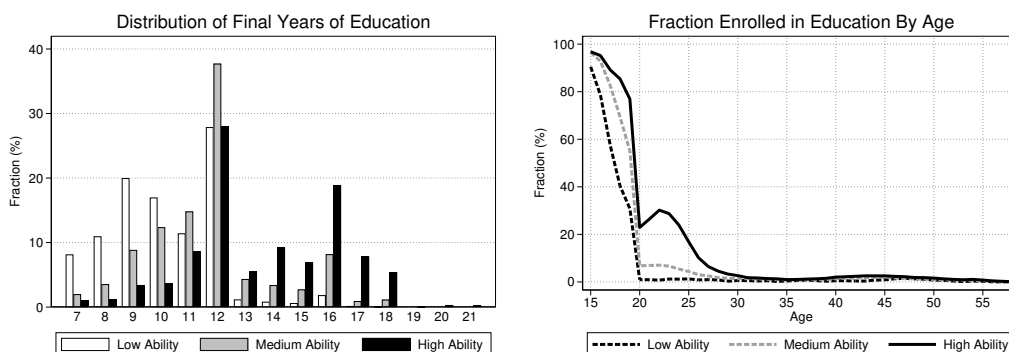 Distribution of Final Years of Education
Fraction (%)
40
30
20
10
0
7 8 9 10 11 12 13 14 15 16 17 18 19 20 21
Low Ability Medium Ability High Ability
Fraction Enrolled in Education By Age
Fraction (%)
100
80
60
40
20
0
15 20 25 30 35 40 45 50 55
Age
Low Ability Medium Ability High Ability